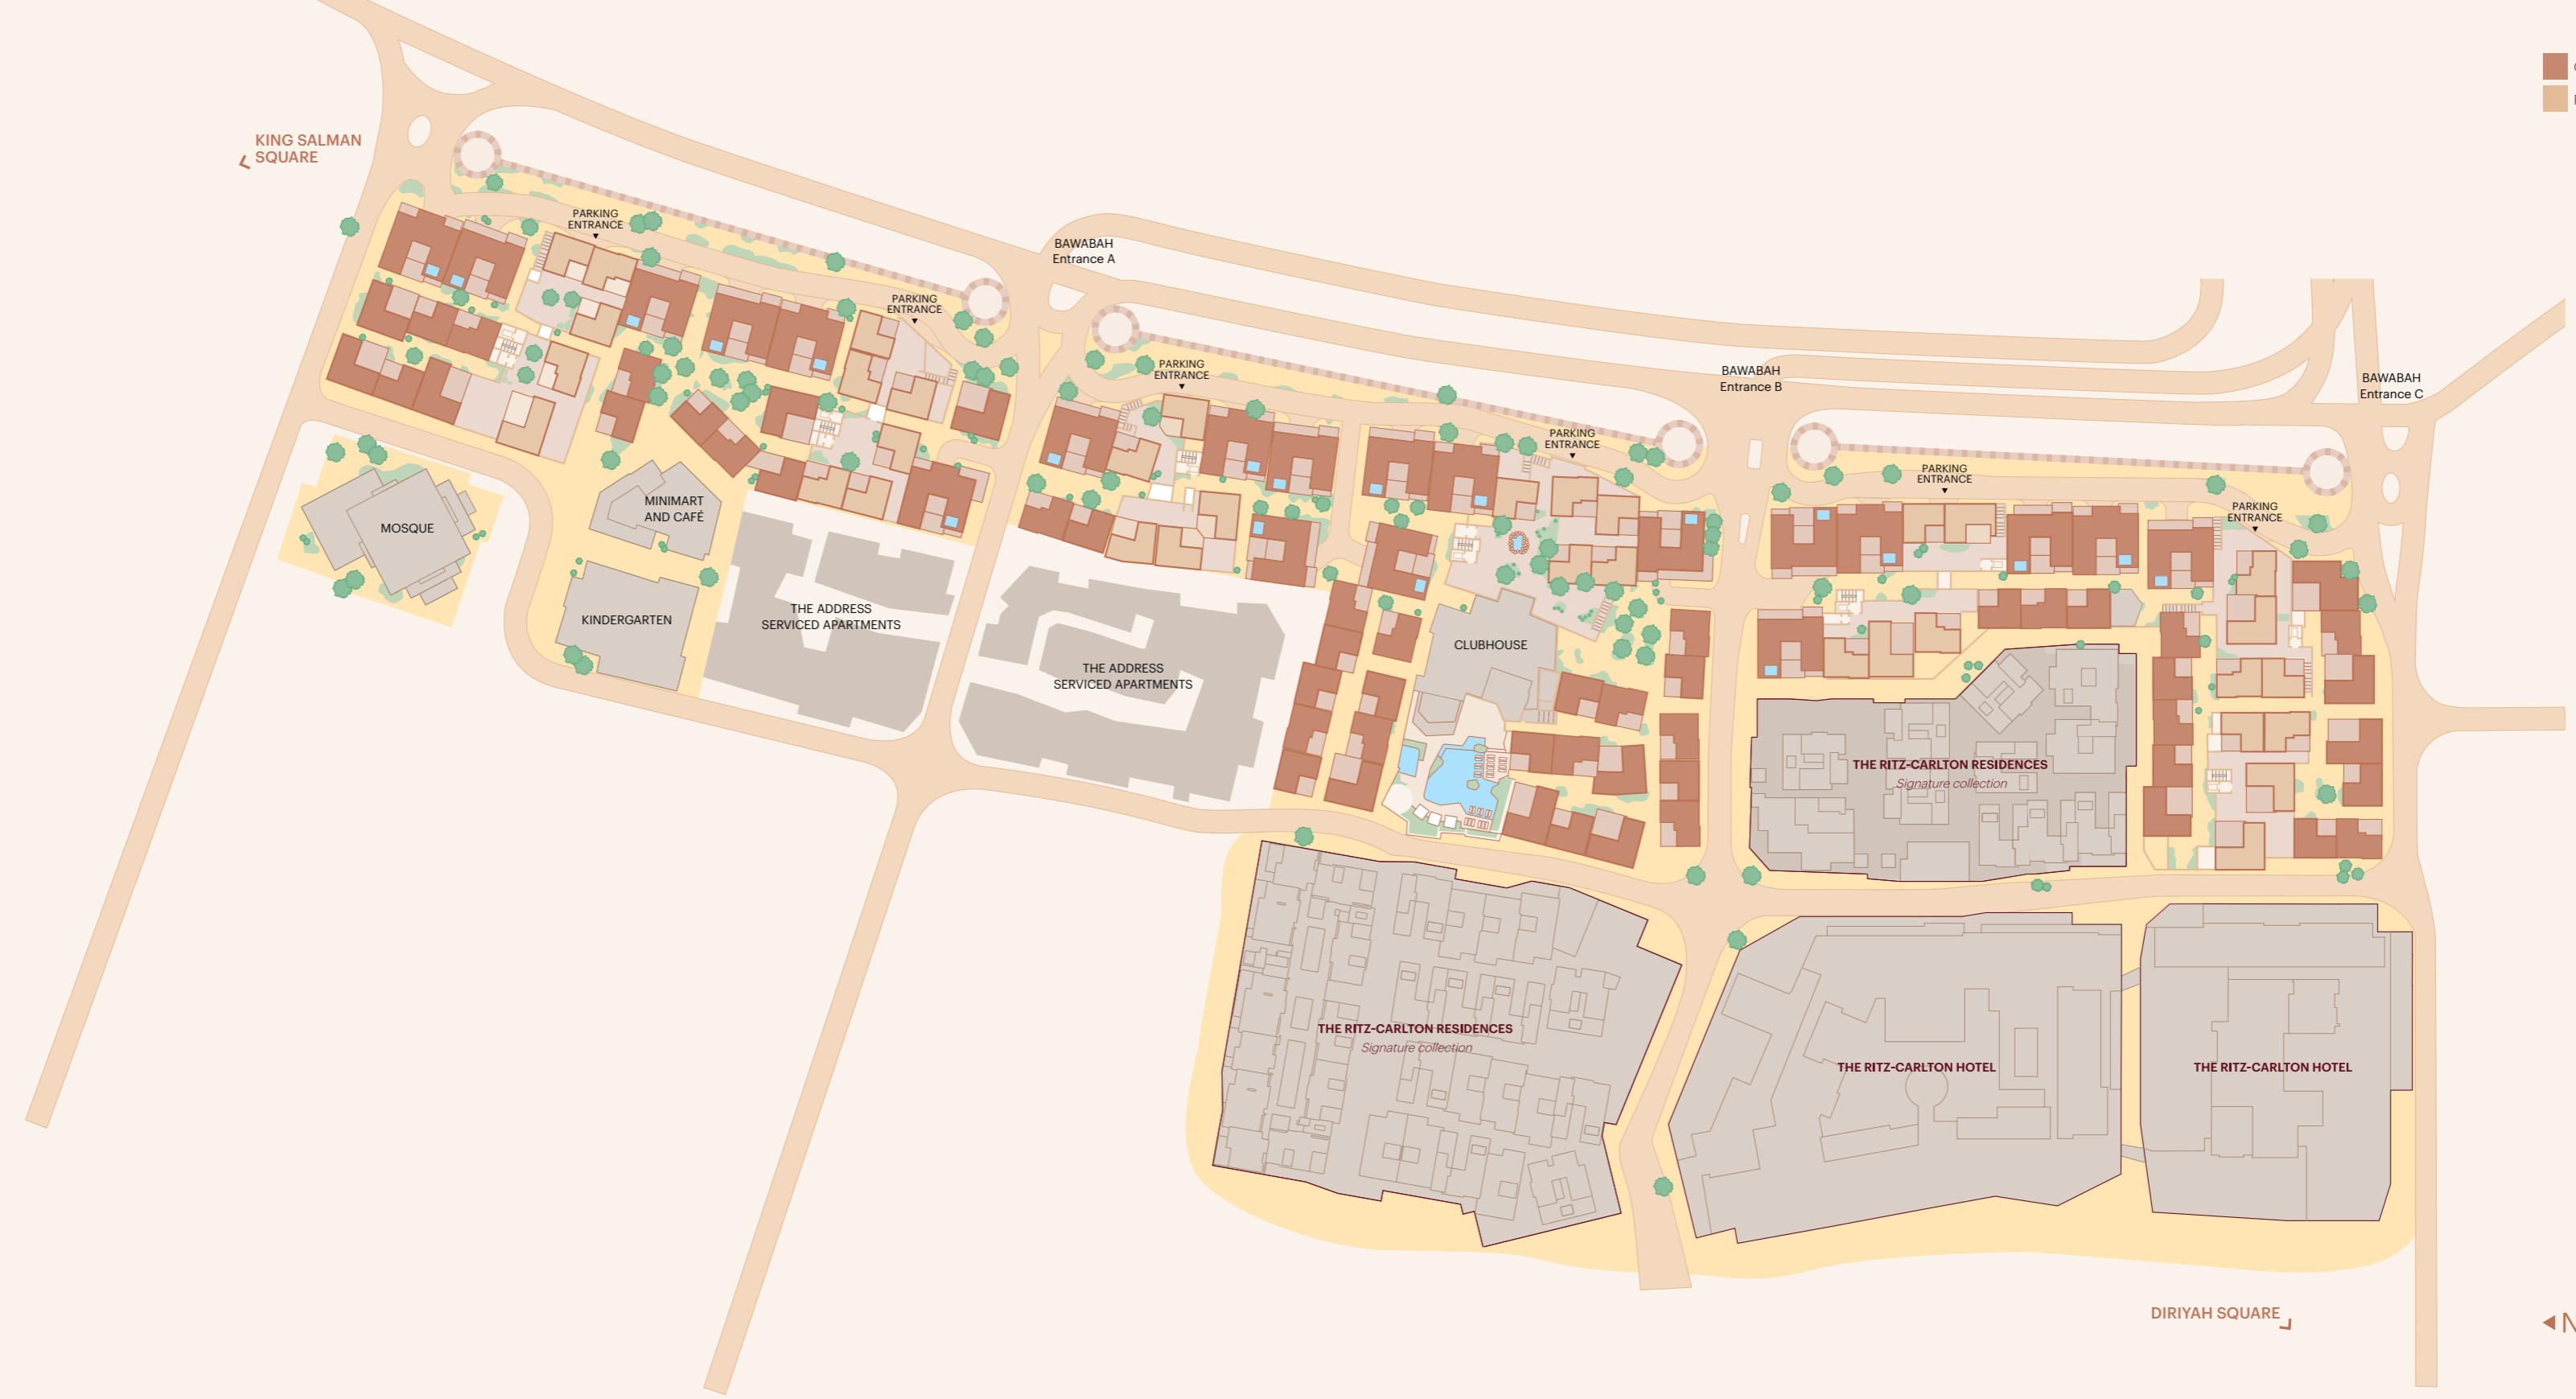 KING SALMAN
SQUARE
PARKING
ENTRANCE
BAWABAH
Entrance A
PARKING
ENTRANCE
PARKING
ENTRANCE
BAWABAH
Entrance B
BAWABAH
Entrance C
PARKING
ENTRANCE
PARKING
ENTRANCE
PARKING
ENTRANCE
MOSQUE
MINIMART
AND CAFÉ
KINDERGARTEN
THE ADDRESS
SERVICED APARTMENTS
THE ADDRESS
SERVICED APARTMENTS
CLUBHOUSE
THE RITZ-CARLTON RESIDENCES
Signature collection
THE RITZ-CARLTON RESIDENCES
Signature collection
THE RITZ-CARLTON HOTEL
THE RITZ-CARLTON HOTEL
DIRIYAH SQUARE